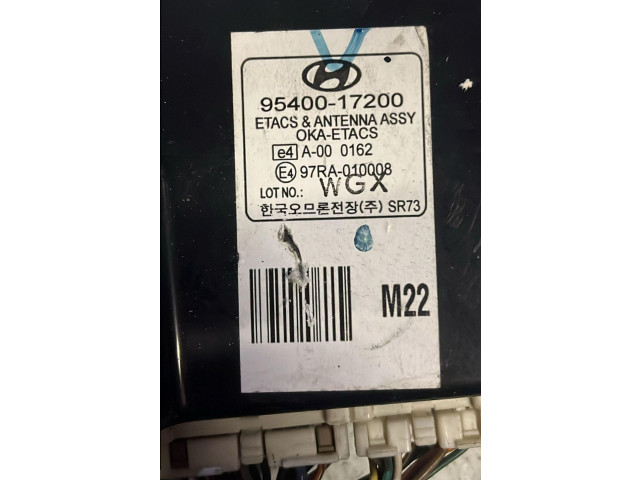 95400-17200
ETACS & ANTENNA ASSY
OKA-ETACS
e4 A-00 0162
E4 97RA-010008
LOT NO.: WGX
한국오므론전장(주) SR73
M22